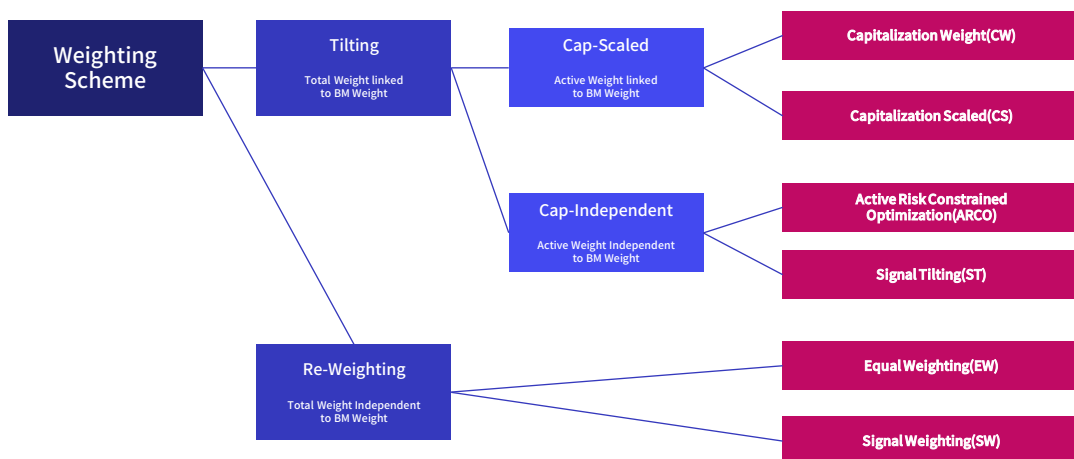 Weighting
Scheme
Tilting
Total Weight linked
to BM Weight
Cap-Scaled
Active Weight linked
to BM Weight
Capitalization Weight(CW)
Capitalization Scaled(CS)
Cap-Independent
Active Weight Independent
to BM Weight
Active Risk Constrained
Optimization(ARCO)
Signal Tilting(ST)
Re-Weighting
Total Weight Independent
to BM Weight
Equal Weighting(EW)
Signal Weighting(SW)